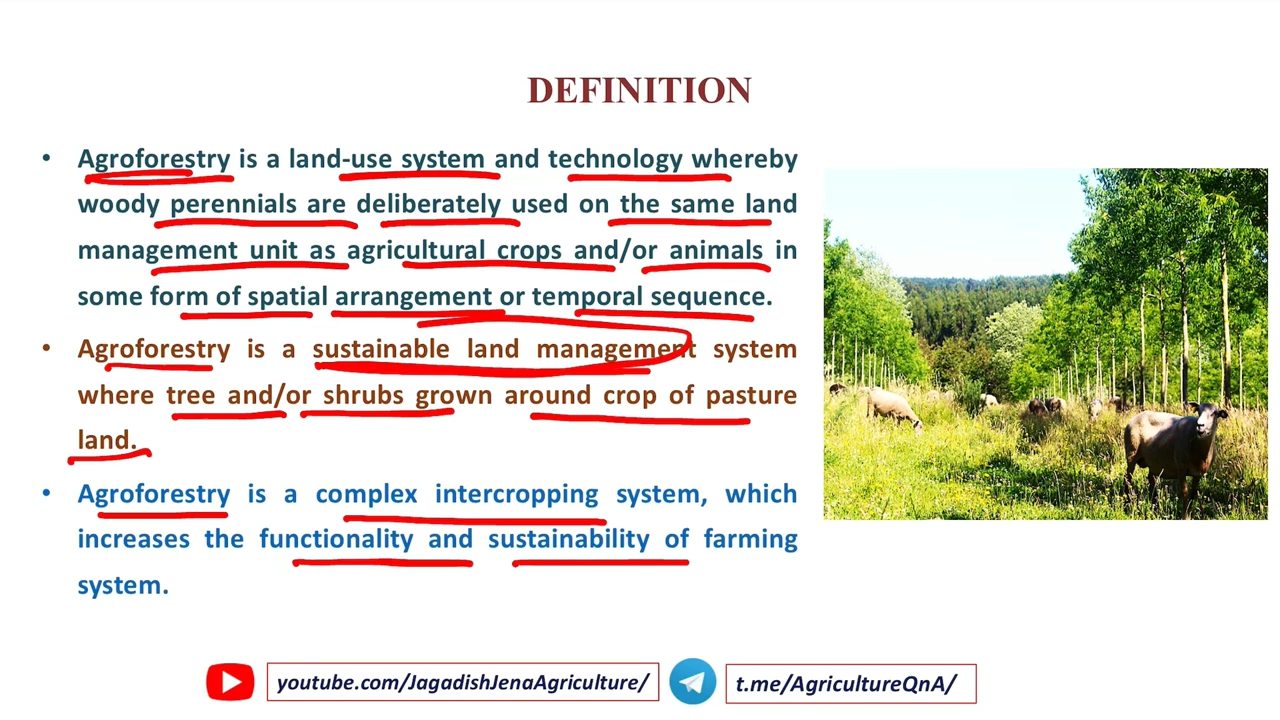 DEFINITION
• Agroforestry is a land-use system and technology whereby
woody perennials are deliberately used on the same land
management unit as agricultural crops and/or animals in
some form of spatial arrangement or temporal sequence.
• Agroforestry is a sustainable land management system
where tree and/or shrubs grown around crop of pasture
land.
• Agroforestry is a complex intercropping system, which
increases the functionality and sustainability of farming
system.
youtube.com/JagadishJenaAgriculture/
t.me/AgricultureQnA/